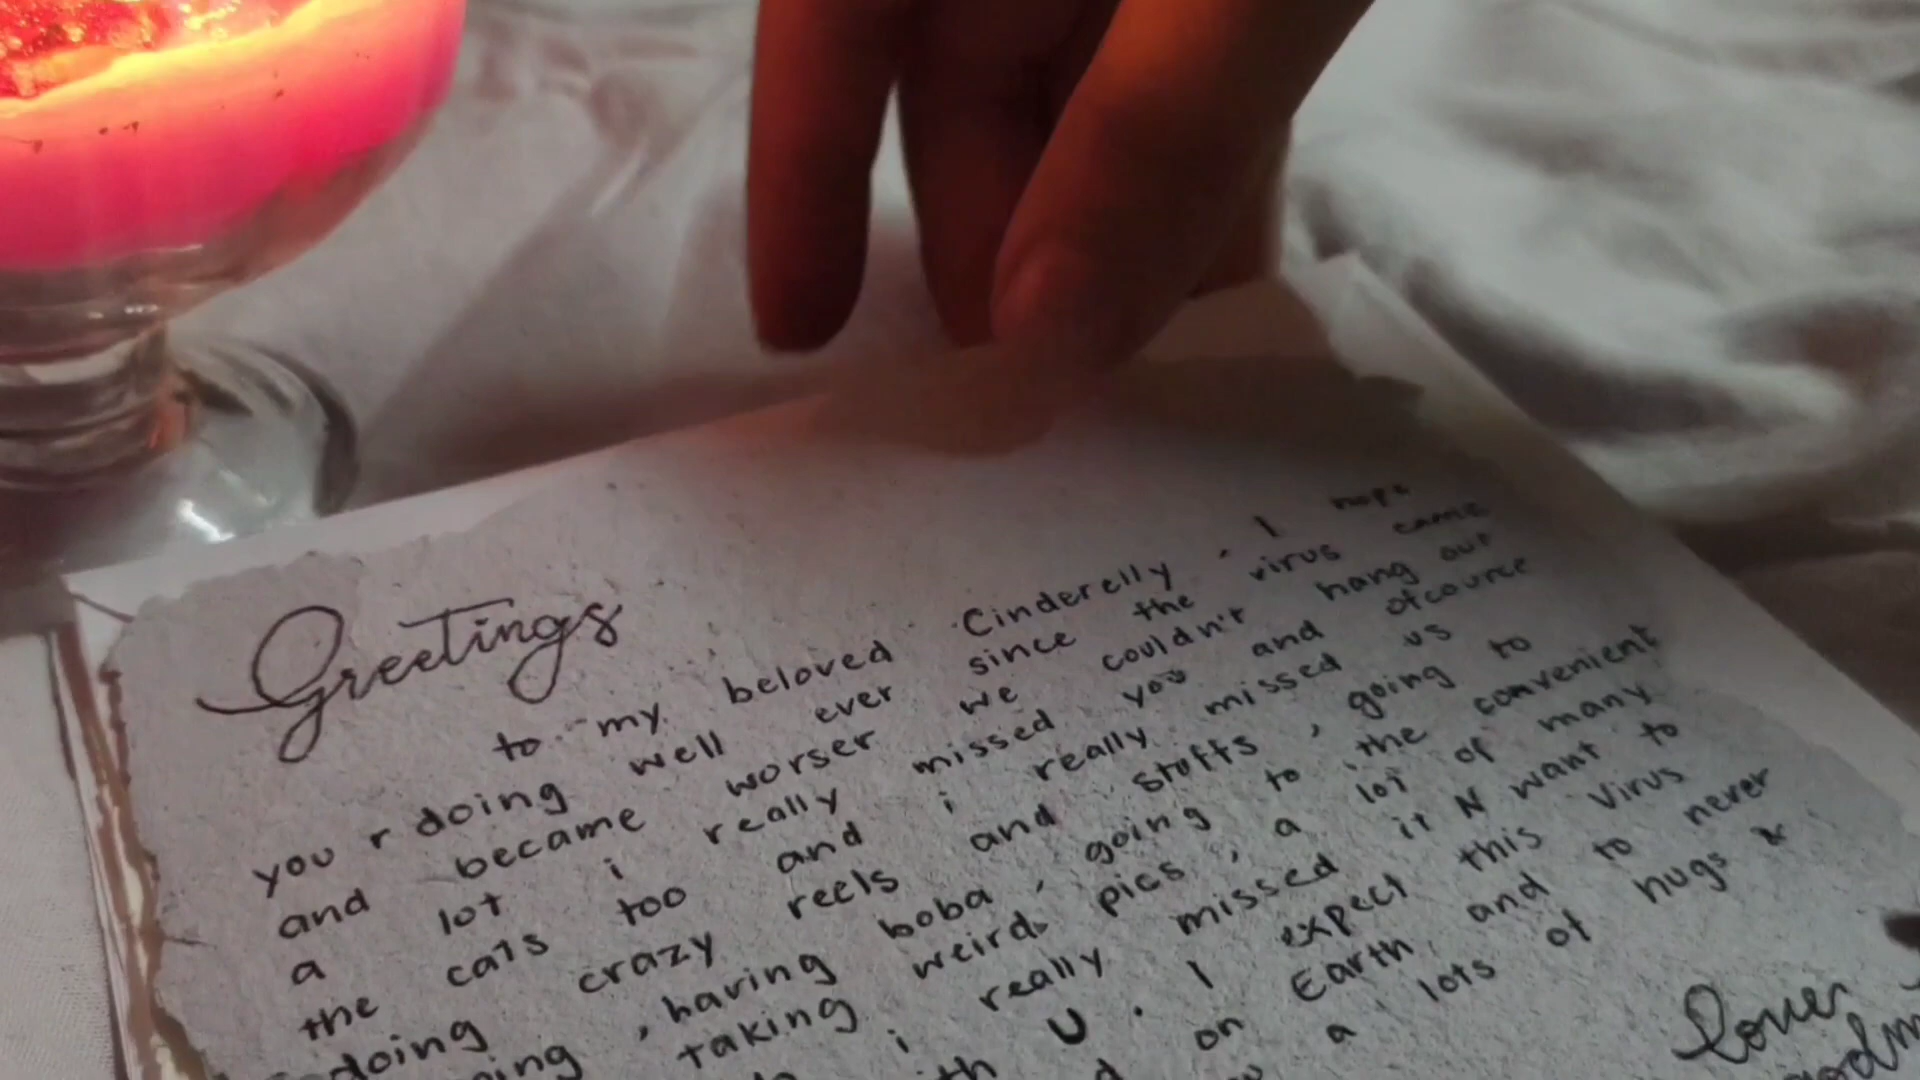 Greetings
to my beloved Cinderelly, I hope
you r doing well ever since the virus came
and became worser we couldn't hang out
a lot i really missed you and ofcource
the cats too and i really missed us
doing crazy reels and stuffs, going to
, having boba, going to the convenient
taking weird pics, a lot of many
i really missed it N want to
U. I expect this Virus
on Earth, and to never
a lots of hugs &